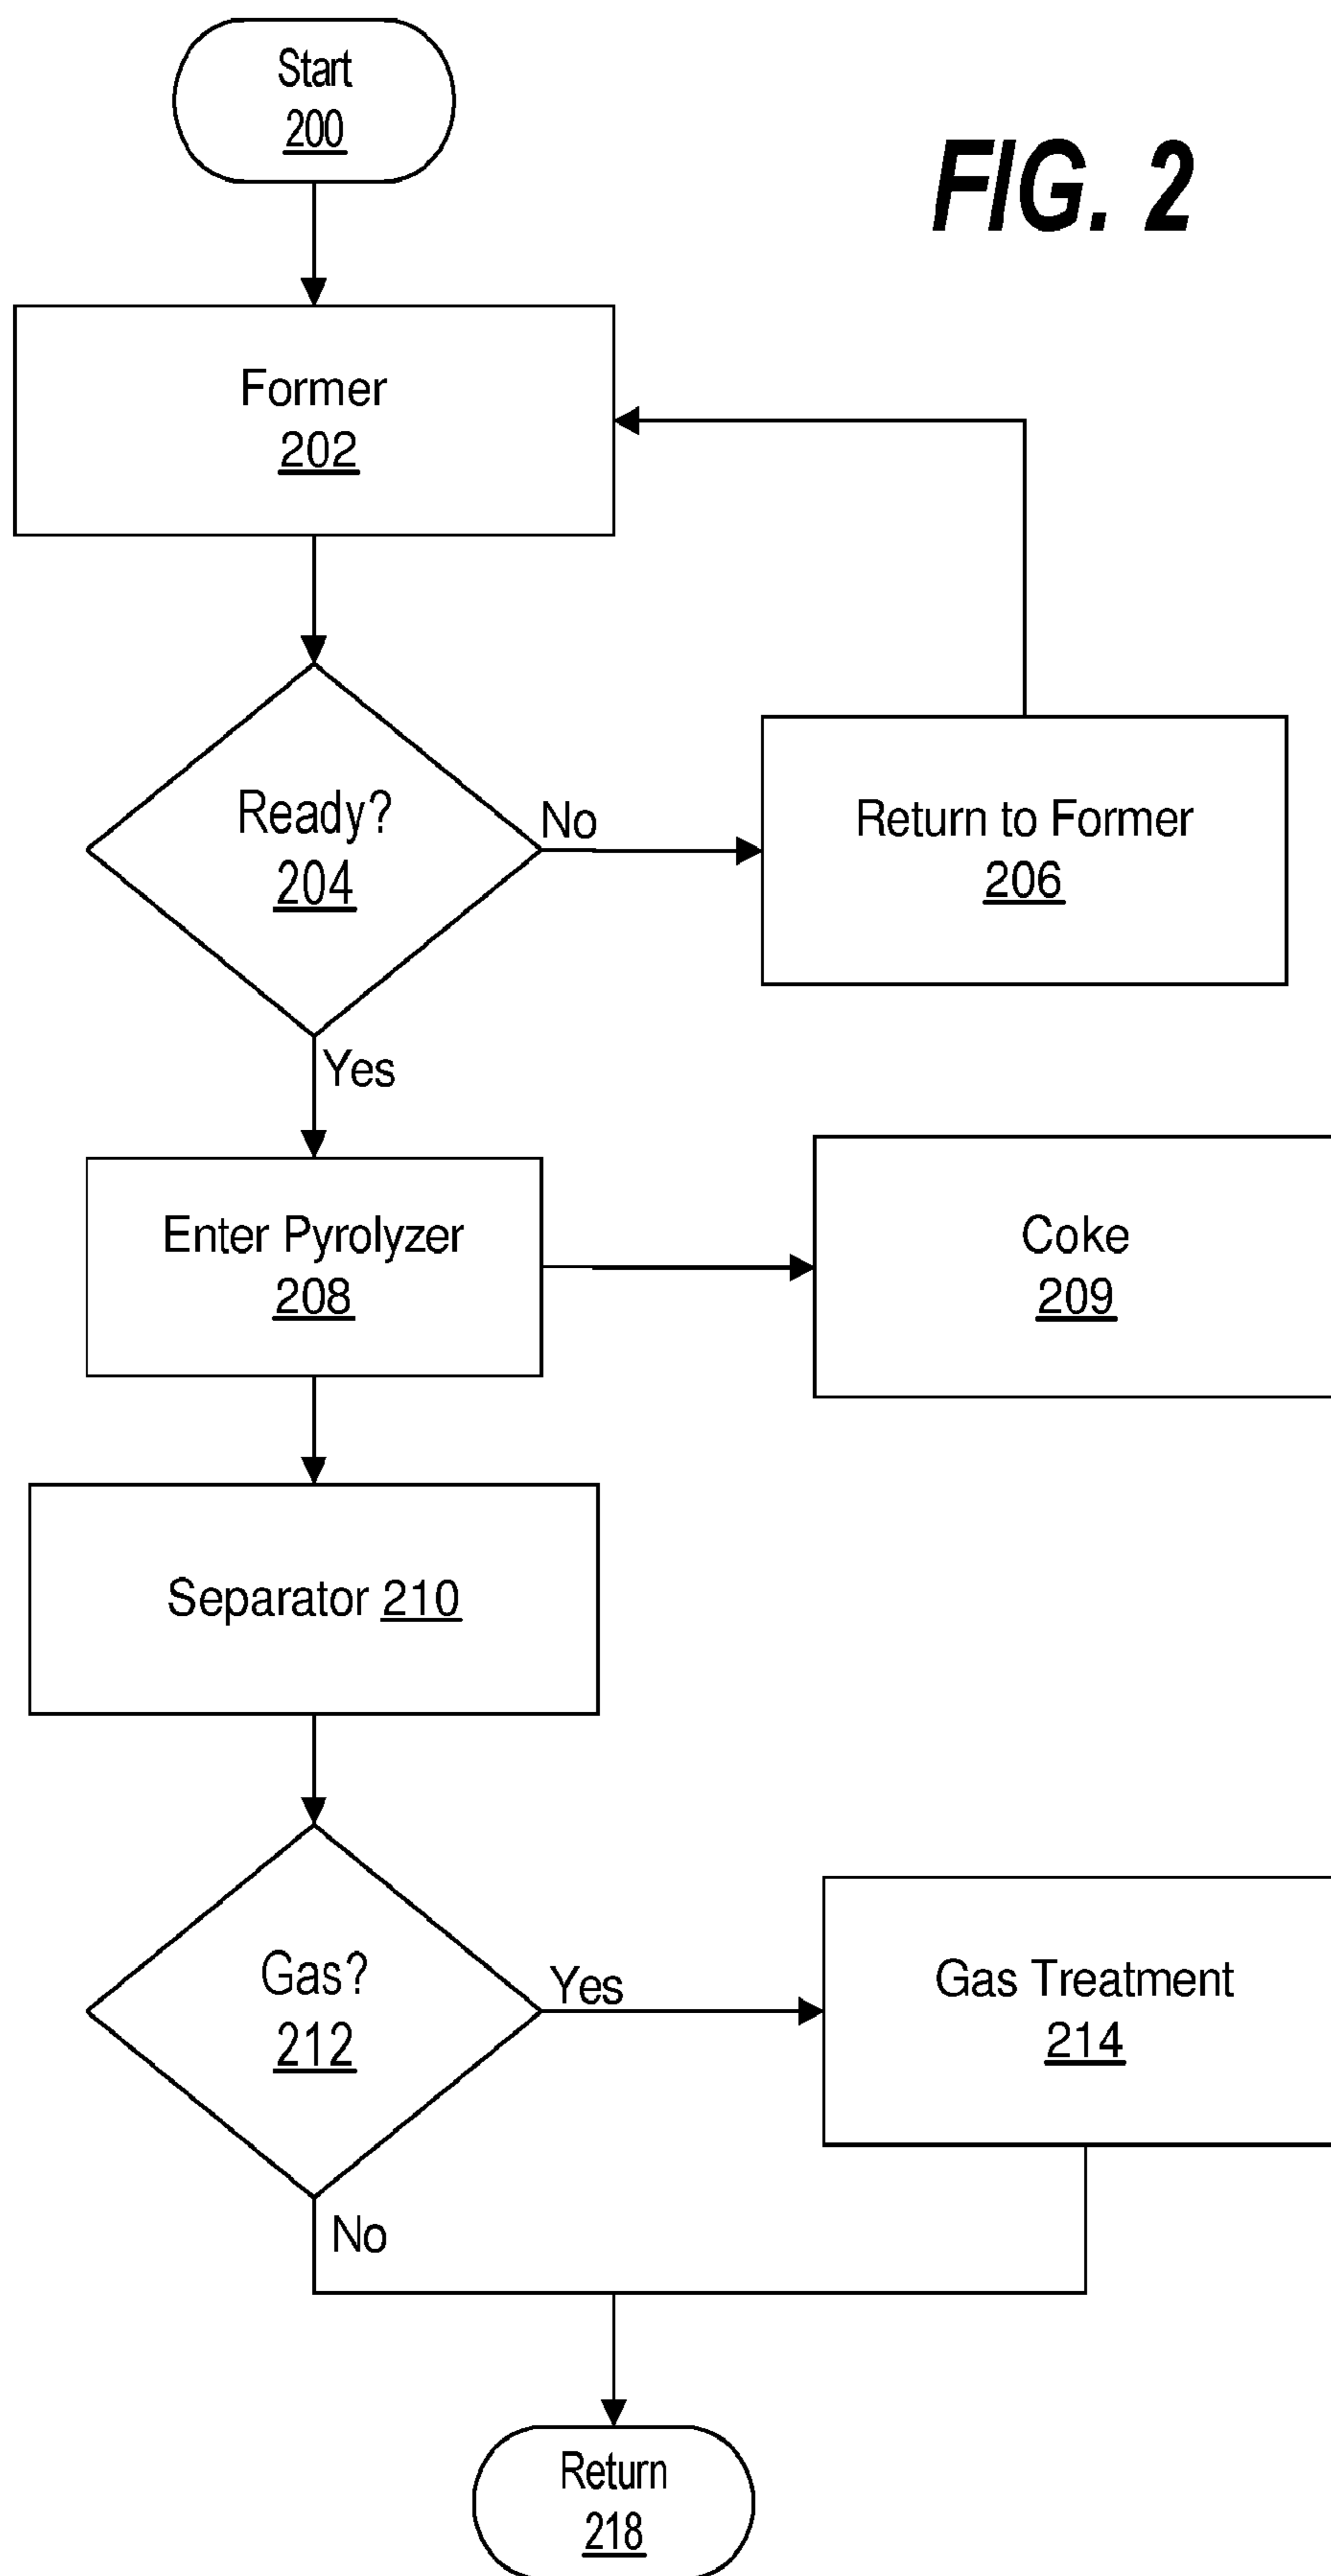 Start
200
FIG. 2
Former
202
Ready?
204
No
Return to Former
206
Yes
Enter Pyrolyzer
208
Coke
209
Separator 210
Gas?
212
Yes
Gas Treatment
214
No
Return
218